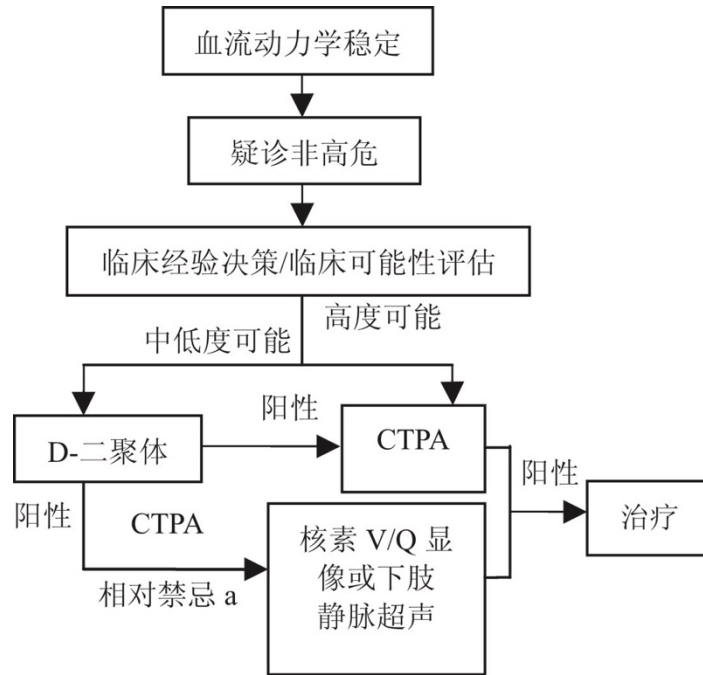 血流动力学稳定
疑诊非高危
临床经验决策/临床可能性评估
高度可能
中低度可能
阳性
CTPA
D-二聚体
阳性
阳性
CTPA
核素 V/Q 显
像或下肢
静脉超声
治疗
相对禁忌 a